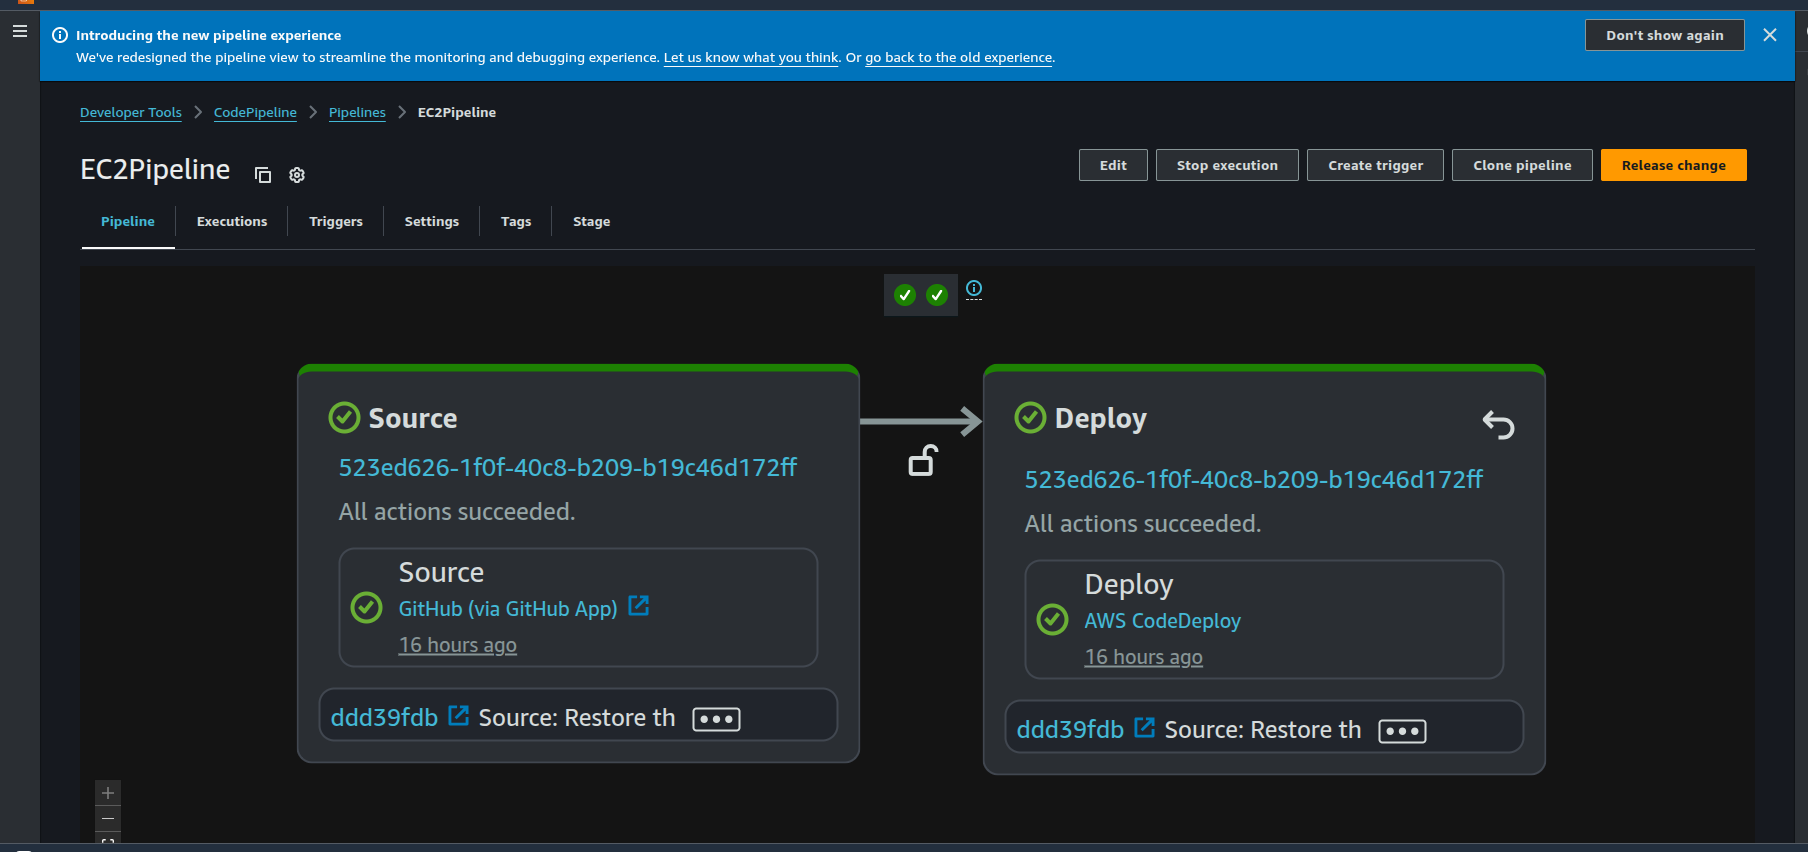 Introducing the new pipeline experience
We've redesigned the pipeline view to streamline the monitoring and debugging experience. Let us know what you think. Or go back to the old experience.
Don't show again
Developer Tools > CodePipeline > Pipelines > EC2Pipeline
EC2Pipeline
Edit
Stop execution
Create trigger
Clone pipeline
Release change
Pipeline
Executions
Triggers
Settings
Tags
Stage
Source
523ed626-1f0f-40c8-b209-b19c46d172ff
All actions succeeded.
Source
GitHub (via GitHub App)
16 hours ago
ddd39fdb Source: Restore th
Deploy
523ed626-1f0f-40c8-b209-b19c46d172ff
All actions succeeded.
Deploy
AWS CodeDeploy
16 hours ago
ddd39fdb Source: Restore th